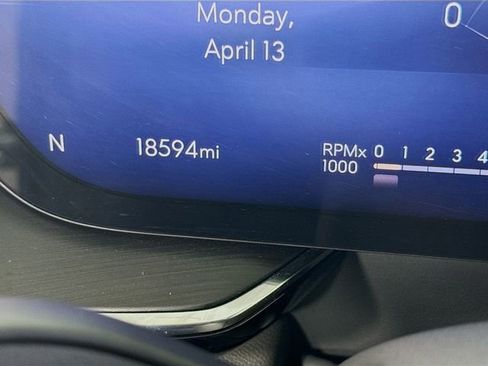 Monday,
April 13
0
N
18594mi
RPMx
1000
0 1 2 3 4